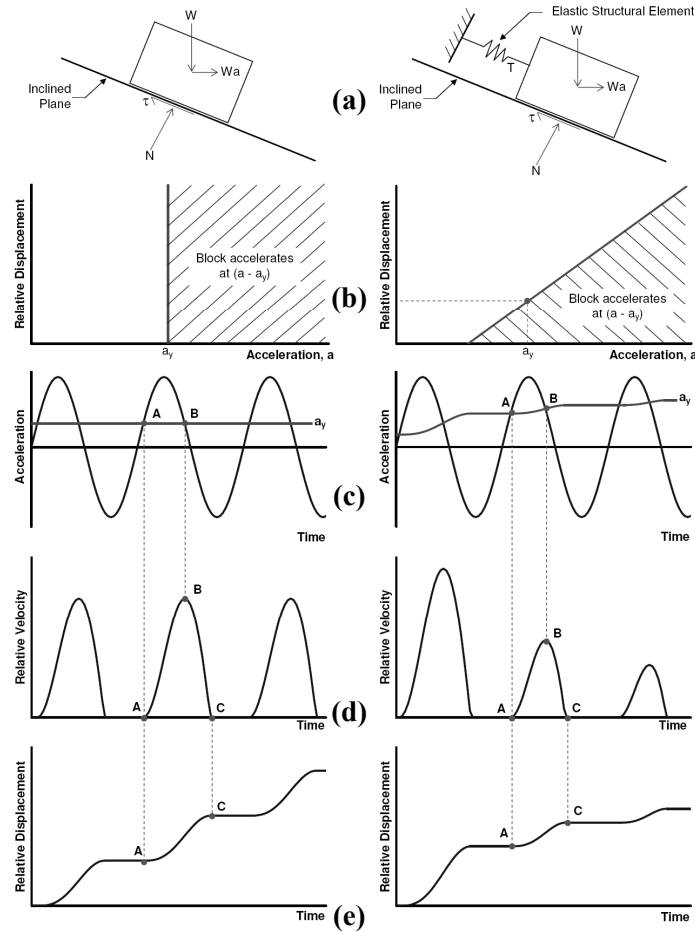 W
Wa
Inclined
Plane
τ
N
Elastic Structural Element
W
Wa
T
Inclined
Plane
τ
N
(a)
Relative Displacement
Block accelerates
at (a - ay)
ay
Acceleration, a
(b)
Relative Displacement
Block accelerates
at (a - ay)
ay
Acceleration, a
Acceleration
A
B
ay
Time
(c)
Acceleration
A
B
ay
Time
Relative Velocity
B
A
C
Time
(d)
Relative Velocity
B
A
C
Time
Relative Displacement
A
C
Time
(e)
Relative Displacement
A
C
Time